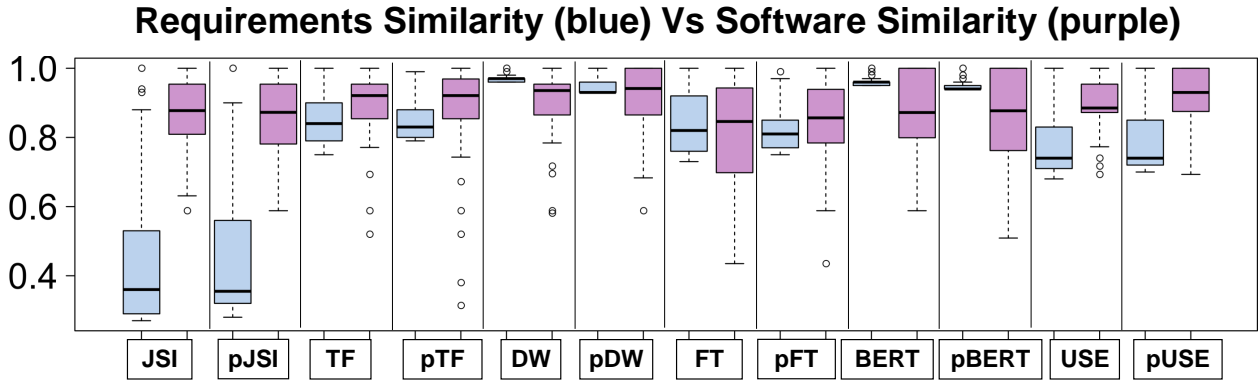 Requirements Similarity (blue) Vs Software Similarity (purple)
1.0
0.8
0.6
0.4
JSI pJSI TF pTF DW pDW FT pFT BERT pBERT USE pUSE